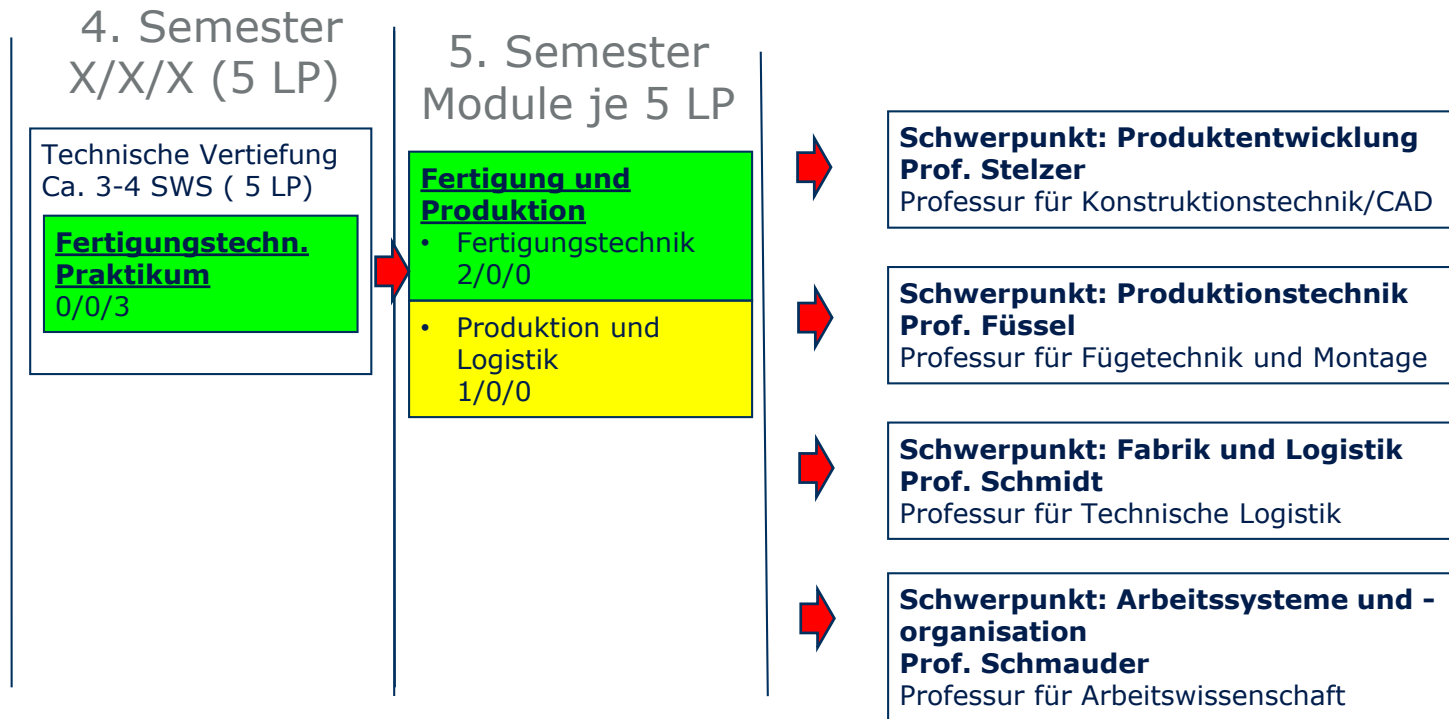 4. Semester
X/X/X (5 LP)
Technische Vertiefung
Ca. 3-4 SWS ( 5 LP)
Fertigungstechn.
Praktikum
0/0/3
5. Semester
Module je 5 LP
Fertigung und
Produktion
• Fertigungstechnik
2/0/0
• Produktion und
Logistik
1/0/0
Schwerpunkt: Produktentwicklung
Prof. Stelzer
Professur für Konstruktionstechnik/CAD
Schwerpunkt: Produktionstechnik
Prof. Füssel
Professur für Fügetechnik und Montage
Schwerpunkt: Fabrik und Logistik
Prof. Schmidt
Professur für Technische Logistik
Schwerpunkt: Arbeitssysteme und -
organisation
Prof. Schmauder
Professur für Arbeitswissenschaft